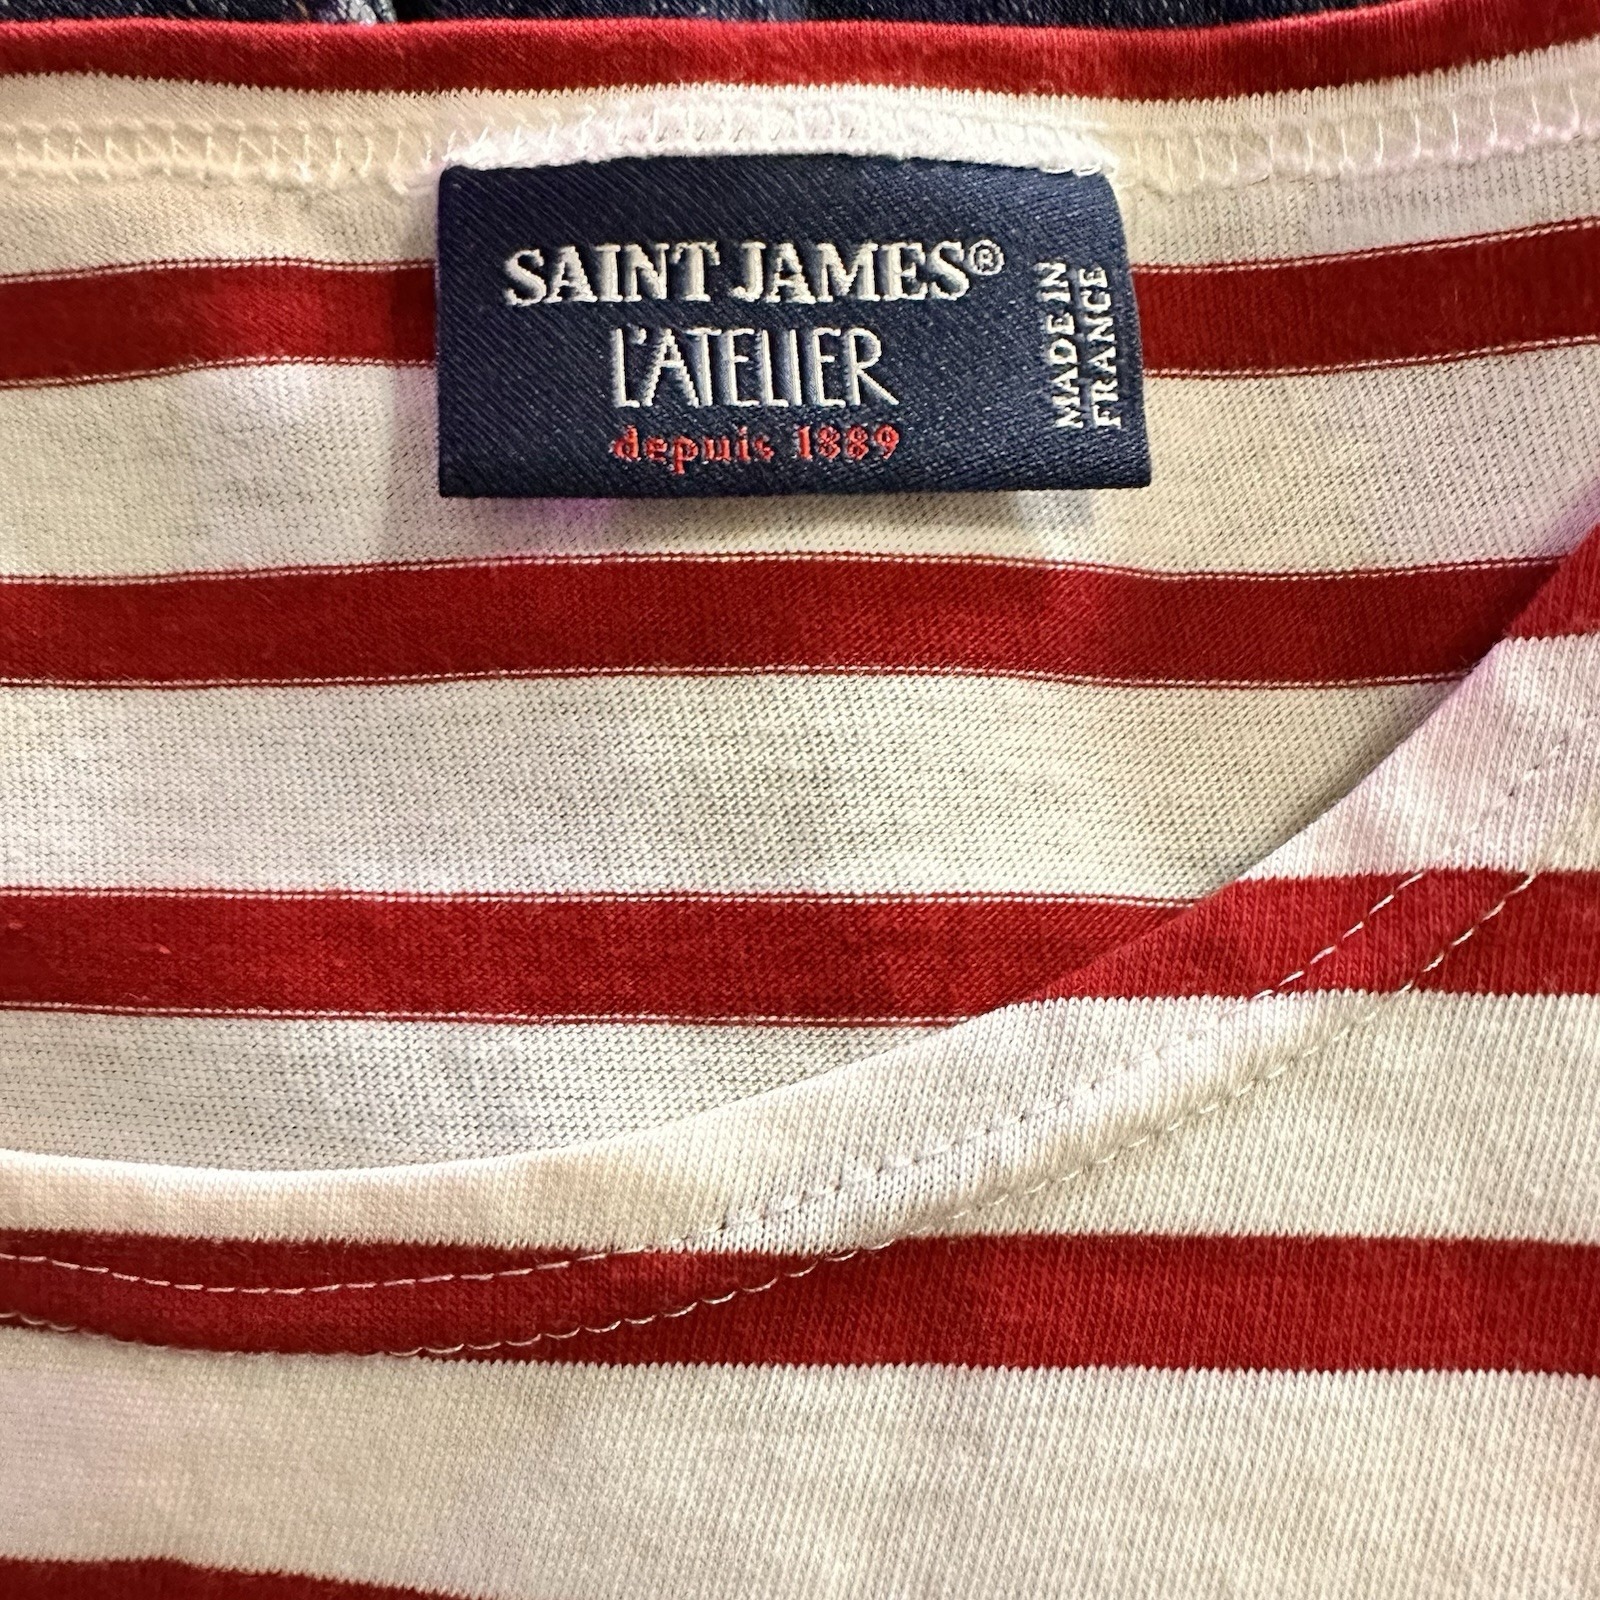 SAINT JAMES®
L'ATELIER
depuis 1889
MADE IN
FRANCE